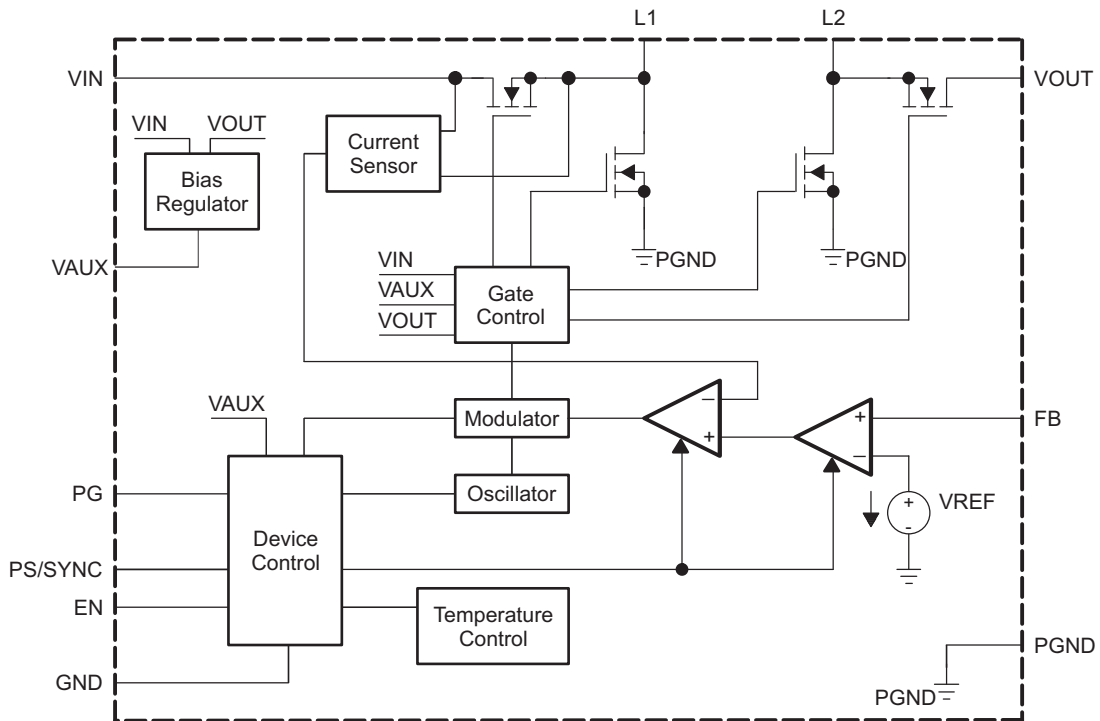 L1
L2
VIN
VOUT
VIN
VOUT
Current
Sensor
Bias
Regulator
VAUX
PGND
PGND
VIN
VAUX
VOUT
Gate
Control
VAUX
Modulator
−
+
+
−
FB
PG
Oscillator
+
-
VREF
Device
Control
PS/SYNC
EN
Temperature
Control
GND
PGND
PGND